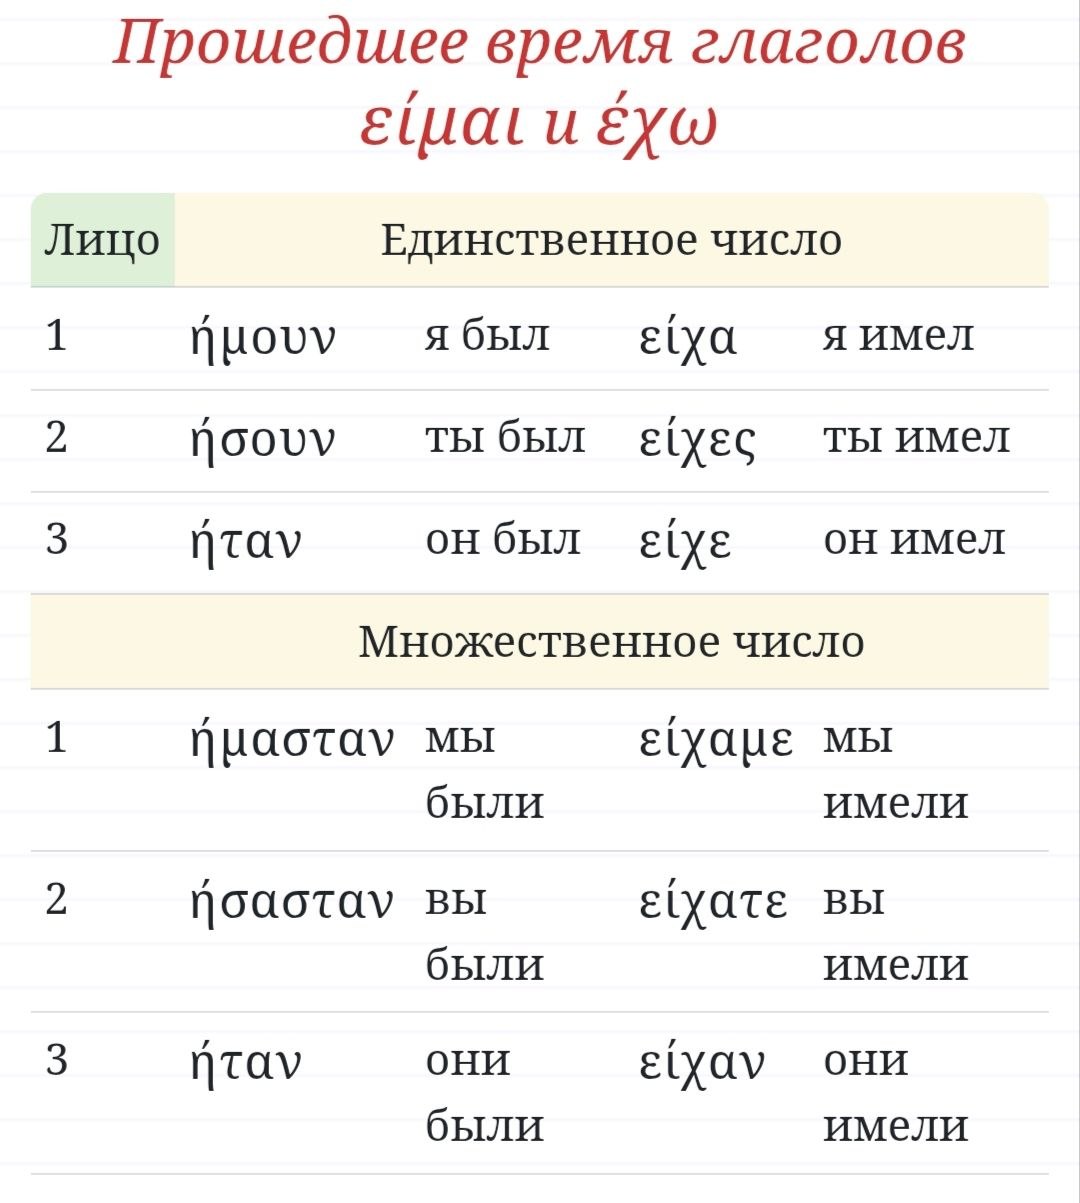 Прошедшее время глаголов
είμαι и έχω
Лицо Единственное число
1 ήμουν я был είχα я имел
2 ήσουν ты был είχες ты имел
3 ήταν он был είχε он имел
Множественное число
1 ήμασταν мы είχαμε мы
были имели
2 ήσασταν вы είχατε вы
были имели
3 ήταν они είχαν они
были имели